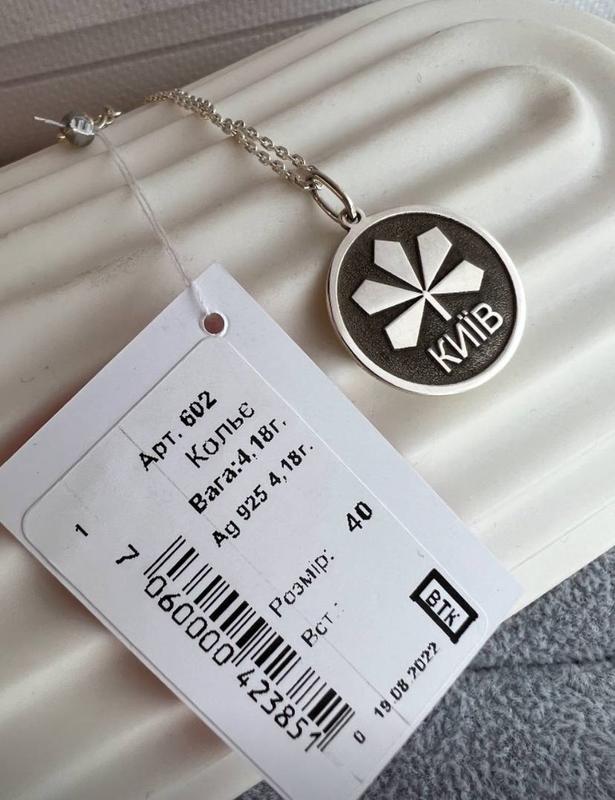 КИЇВ
Арт. 602
Кольє
Вага:4,18г.
Ag 925 4,18г.
Розмір: 40
Вст.:
ВТК
1
7 060000 423851
0
19.08.2022